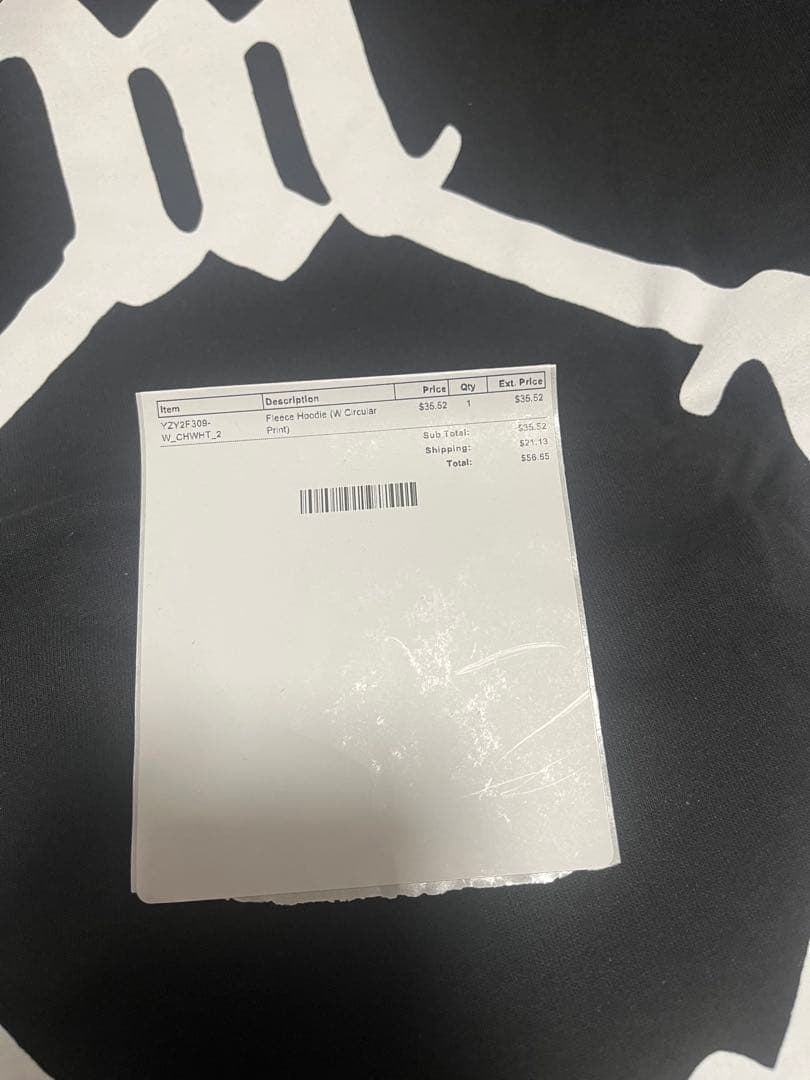 Item Description Price Qty Ext. Price
YZY2F309- Fleece Hoodie (W Circular $35.52 1 $35.52
W_CHWHT_2 Print)
Sub Total: $35.52
Shipping: $21.13
Total: $56.65